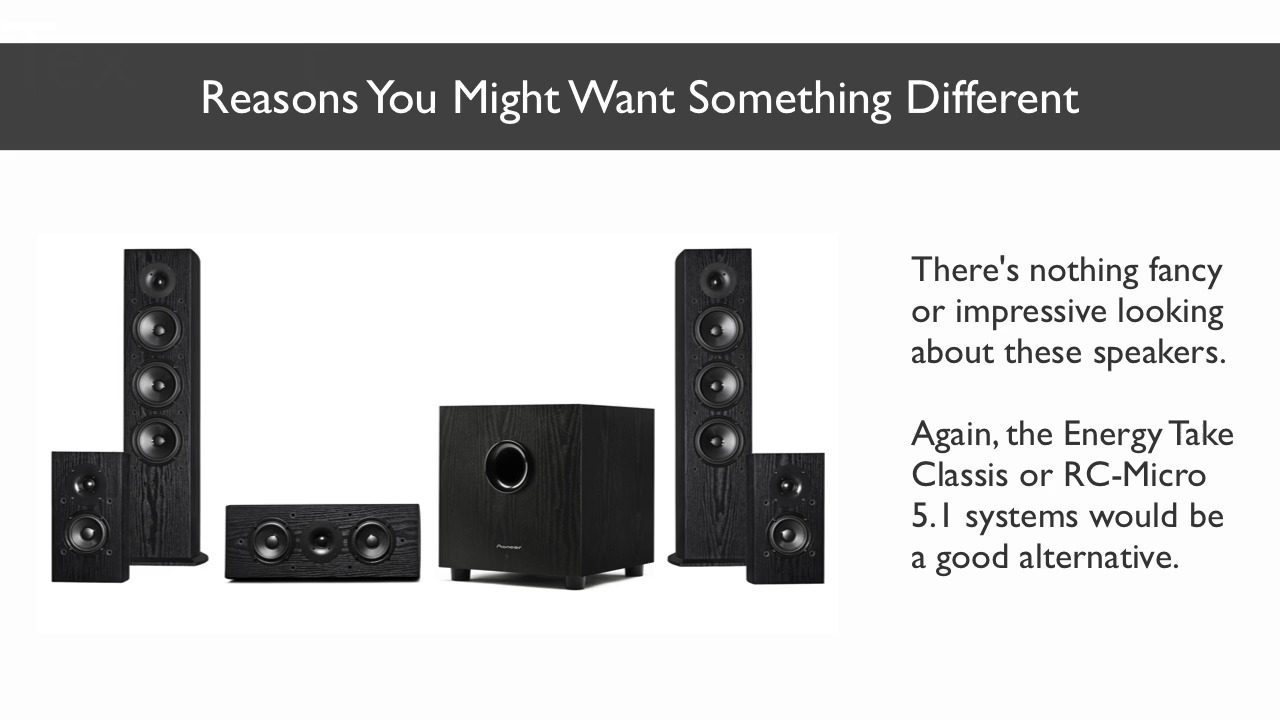 Reasons You Might Want Something Different
There's nothing fancy
or impressive looking
about these speakers.
Again, the Energy Take
Classis or RC-Micro
5.1 systems would be
a good alternative.
Pioneer